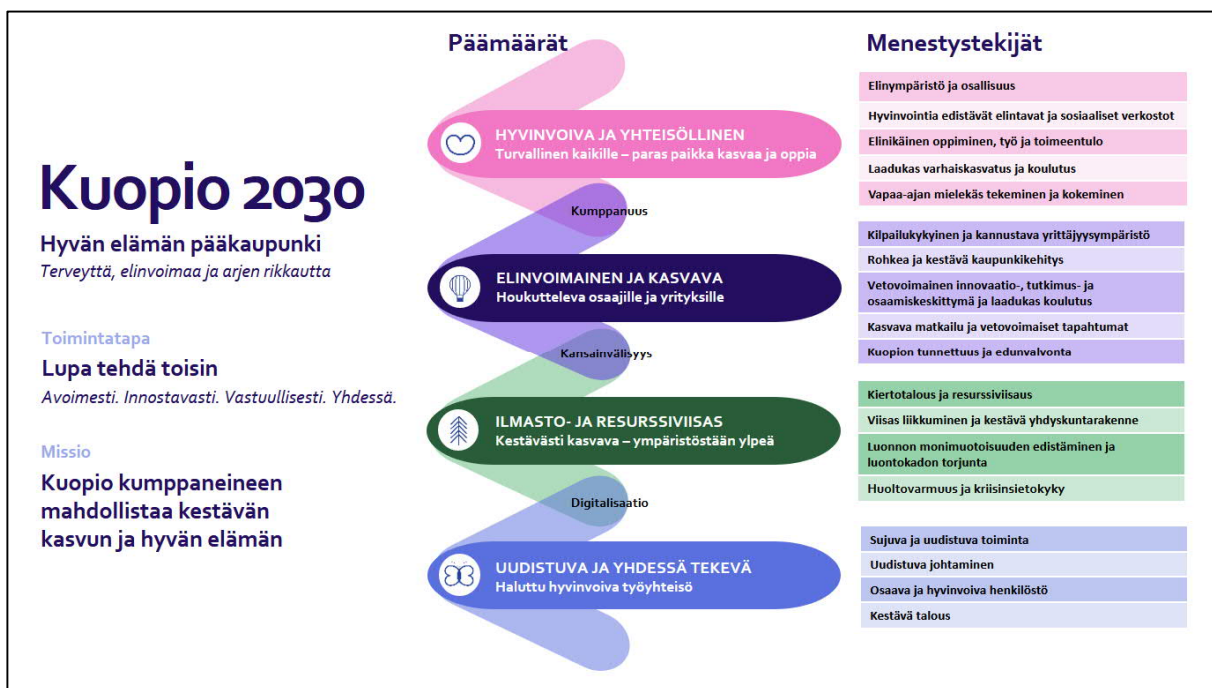 Kuopio 2030
Hyvän elämän pääkaupunki
Terveyttä, elinvoimaa ja arjen rikkautta
Toimintatapa
Lupa tehdä toisin
Avoimesti. Innostavasti. Vastuullisesti. Yhdessä.
Missio
Kuopio kumppaneineen
mahdollistaa kestävän
kasvun ja hyvän elämän
Päämäärät
HYVINVOIVA JA YHTEISÖLLINEN
Turvallinen kaikille – paras paikka kasvaa ja oppia
Kumppanuus
ELINVOIMAINEN JA KASVAVA
Houkutteleva osaajille ja yrityksille
Kansainvälisyys
ILMASTO- JA RESURSSIVIISAS
Kestävästi kasvava – ympäristöstään ylpeä
Digitalisaatio
UUDISTUVA JA YHDESSÄ TEKEVÄ
Haluttu hyvinvoiva työyhteisö
Menestystekijät
Elinympäristö ja osallisuus
Hyvinvointia edistävät elintavat ja sosiaaliset verkostot
Elinikäinen oppiminen, työ ja toimeentulo
Laadukas varhaiskasvatus ja koulutus
Vapaa-ajan mielekäs tekeminen ja kokeminen
Kilpailukykyinen ja kannustava yrittäjyysympäristö
Rohkea ja kestävä kaupunkikehitys
Vetovoimainen innovaatio-, tutkimus- ja
osaamiskeskittymä ja laadukas koulutus
Kasvava matkailu ja vetovoimaiset tapahtumat
Kuopion tunnettuus ja edunvalvonta
Kiertotalous ja resurssiviisaus
Viisas liikkuminen ja kestävä yhdyskuntarakenne
Luonnon monimuotoisuuden edistäminen ja
luontokadon torjunta
Huoltovarmuus ja kriisinsietokyky
Sujuva ja uudistuva toiminta
Uudistuva johtaminen
Osaava ja hyvinvoiva henkilöstö
Kestävä talous